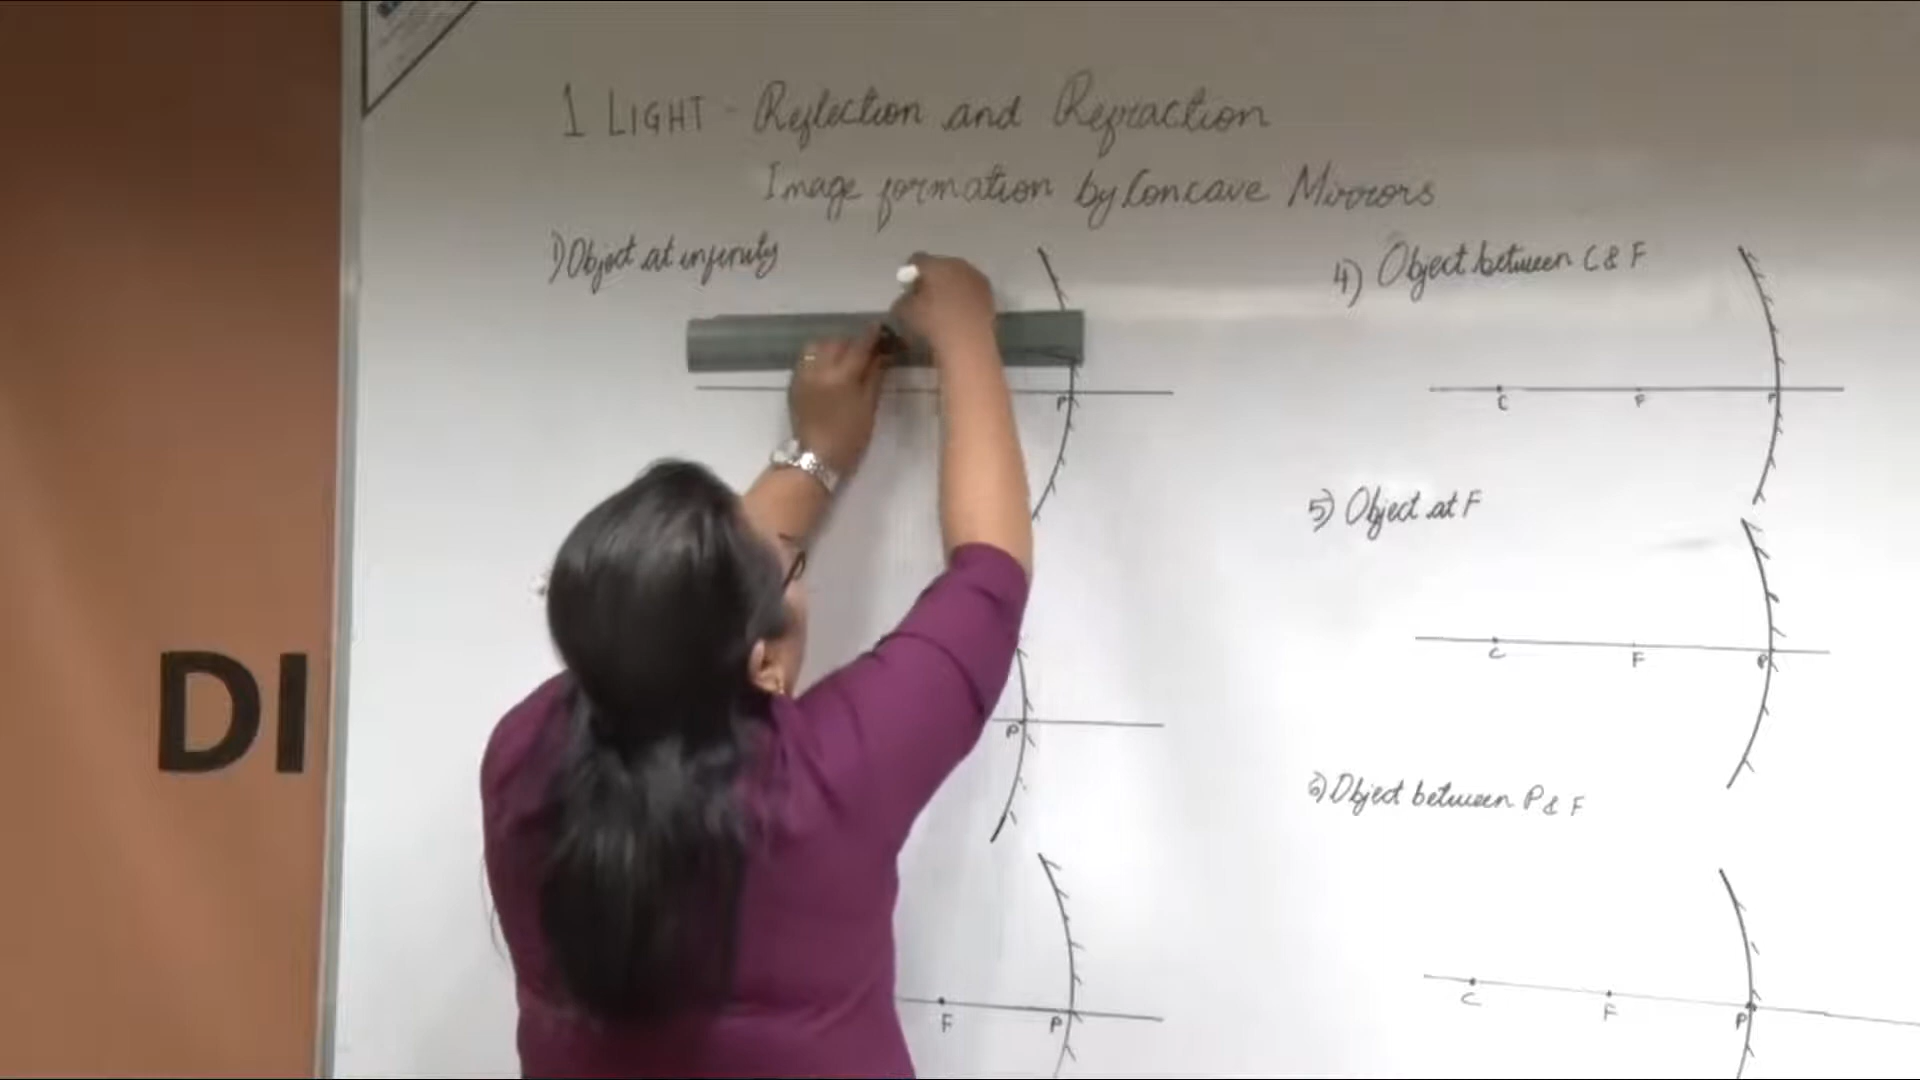 1 LIGHT - Reflection and Refraction
Image formation by Concave Mirrors
1) Object at infinity
P
P
F P
4) Object between C & F
C F P
5) Object at F
C F P
6) Object between P & F
C F P
DI